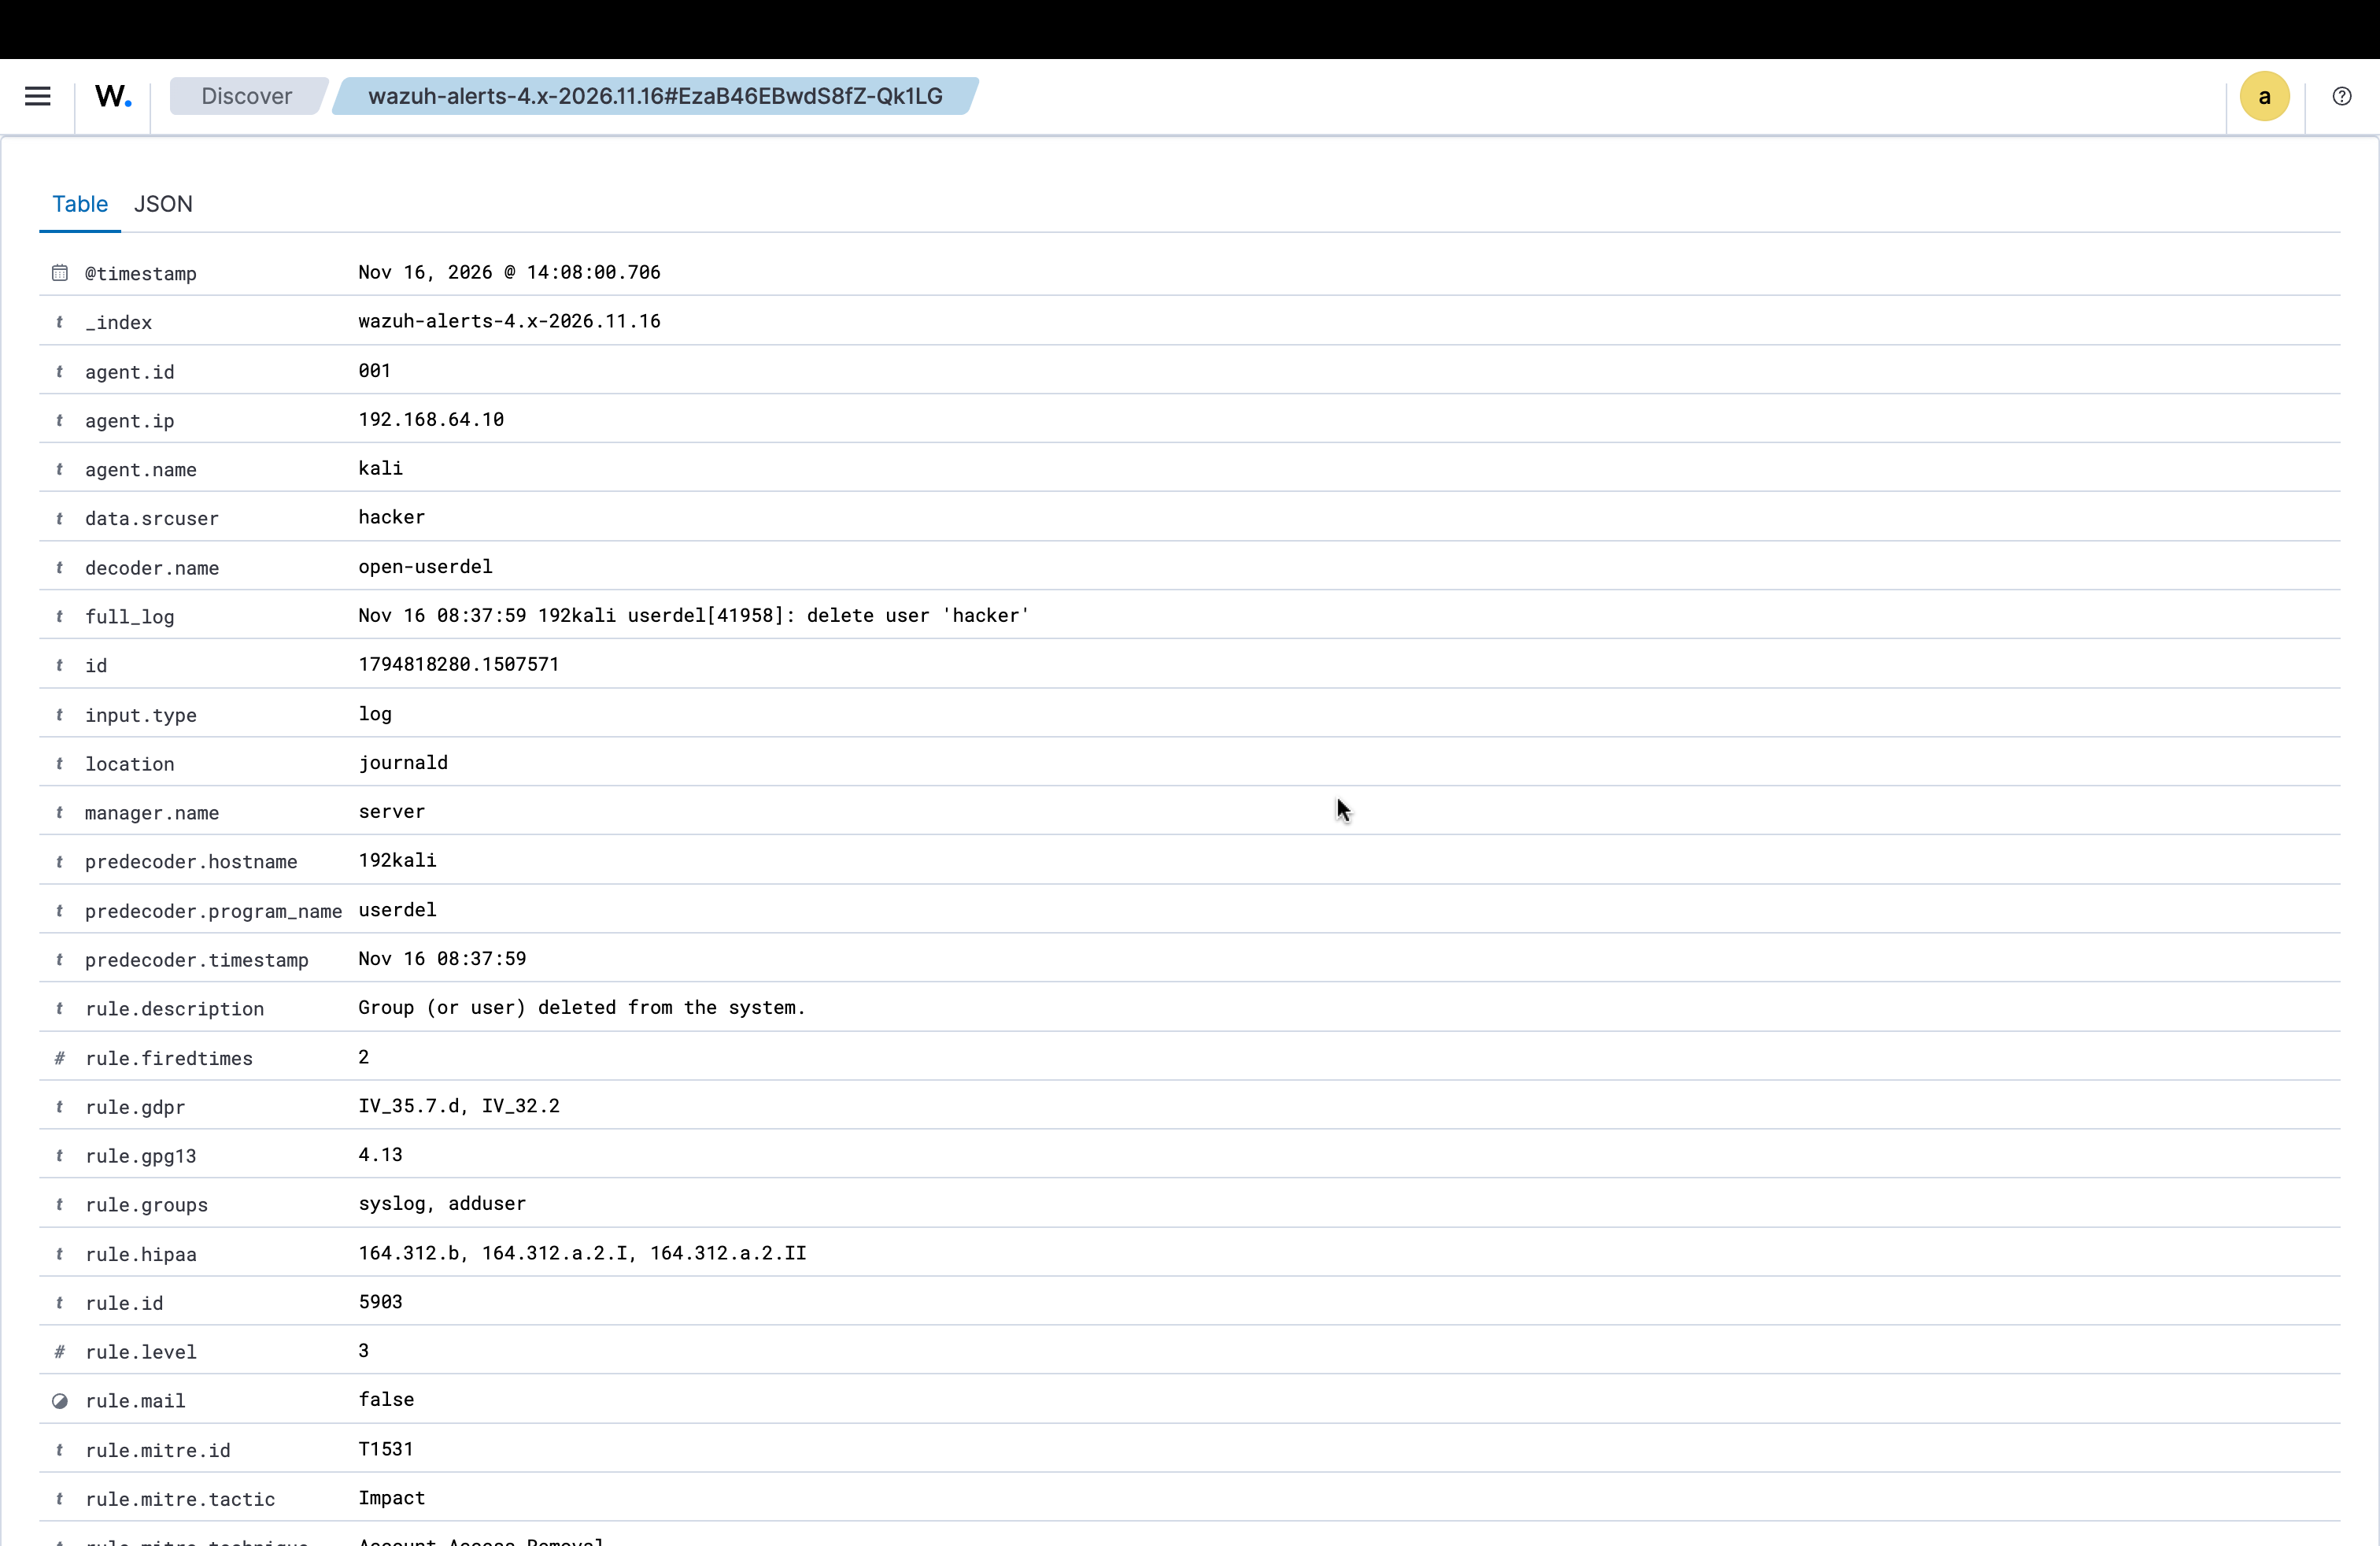 W.
Discover
wazuh-alerts-4.x-2026.11.16#EzaB46EBwdS8fZ-Qk1LG
a
Table JSON
@timestamp Nov 16, 2026 @ 14:08:00.706
t _index wazuh-alerts-4.x-2026.11.16
t agent.id 001
t agent.ip 192.168.64.10
t agent.name kali
t data.srcuser hacker
t decoder.name open-userdel
t full_log Nov 16 08:37:59 192kali userdel[41958]: delete user 'hacker'
t id 1794818280.1507571
t input.type log
t location journald
t manager.name server
t predecoder.hostname 192kali
t predecoder.program_name userdel
t predecoder.timestamp Nov 16 08:37:59
t rule.description Group (or user) deleted from the system.
# rule.firedtimes 2
t rule.gdpr IV_35.7.d, IV_32.2
t rule.gpg13 4.13
t rule.groups syslog, adduser
t rule.hipaa 164.312.b, 164.312.a.2.I, 164.312.a.2.II
t rule.id 5903
# rule.level 3
rule.mail false
t rule.mitre.id T1531
t rule.mitre.tactic Impact
t rule.mitre.technique Account Access Removal